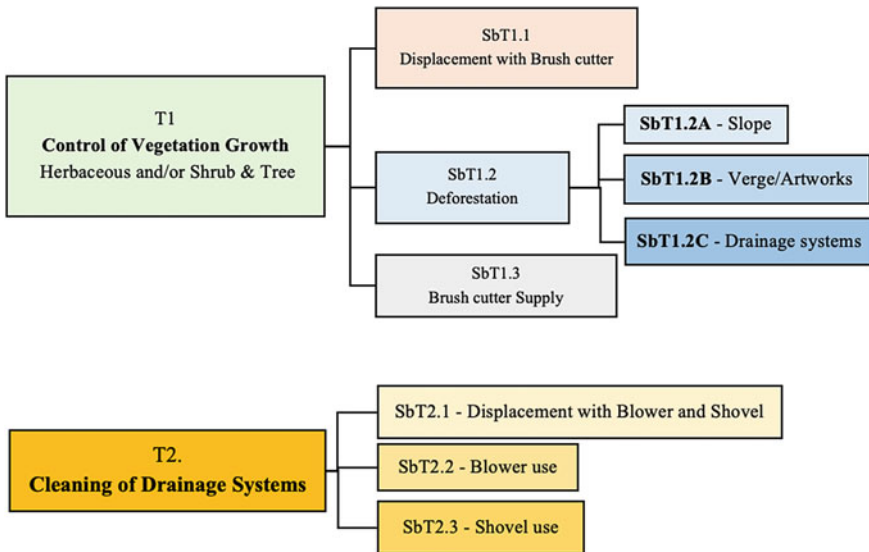 T1
Control of Vegetation Growth
Herbaceous and/or Shrub & Tree
SbT1.1
Displacement with Brush cutter
SbT1.2
Deforestation
SbT1.2A - Slope
SbT1.2B - Verge/Artworks
SbT1.2C - Drainage systems
SbT1.3
Brush cutter Supply
T2.
Cleaning of Drainage Systems
SbT2.1 - Displacement with Blower and Shovel
SbT2.2 - Blower use
SbT2.3 - Shovel use